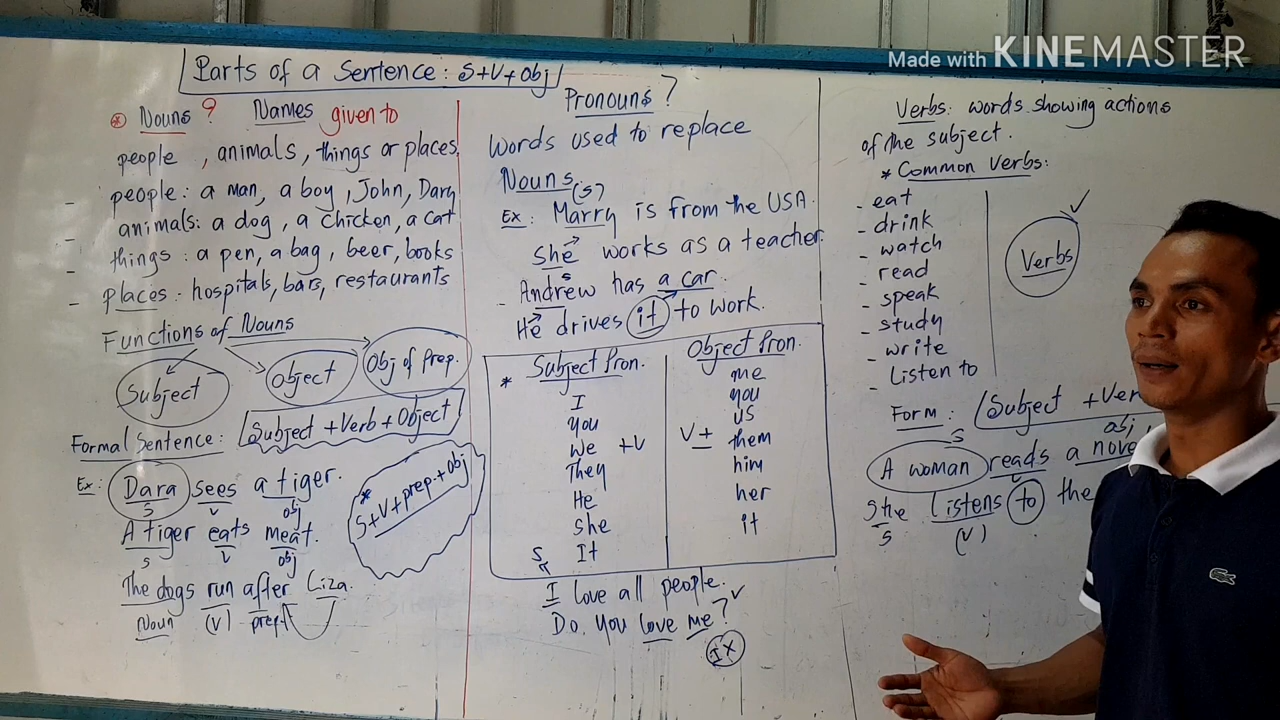 Made with KINEMASTER
Parts of a Sentence: S+V+Obj
* Nouns ? Names given to
people, animals, things or places
- people: a man, a boy, John, Dary
- animals: a dog, a chicken, a cat
- things: a pen, a bag, beer, books
- Places: hospitals, bars, restaurants
Functions of Nouns
Subject Object Obj of Prep.
Formal Sentence: Subject + Verb + Object
Ex: Dara sees a tiger.
S V obj
A tiger eats meat.
S V obj
* S+V+prep.+obj
The dogs run after Liza.
Noun (V) prep.
Pronouns ?
Words used to replace
Nouns
(S)
Ex: Marry is from the USA.
She works as a teacher.
S
- Andrew has a car.
He drives it to work.
* Subject Pron.
I
You
We +V
They
He
She
S It
Object Pron.
me
you
us
V+ them
him
her
it
I love all people.
Do you love me?
I X
Verbs: words showing actions
of the subject.
* Common Verbs:
- eat
- drink
- watch
- read
- speak
- study
- write
- Listen to
Verbs
Form: Subject +
S obj
A woman reads a
V
She Listens to the
S (V)